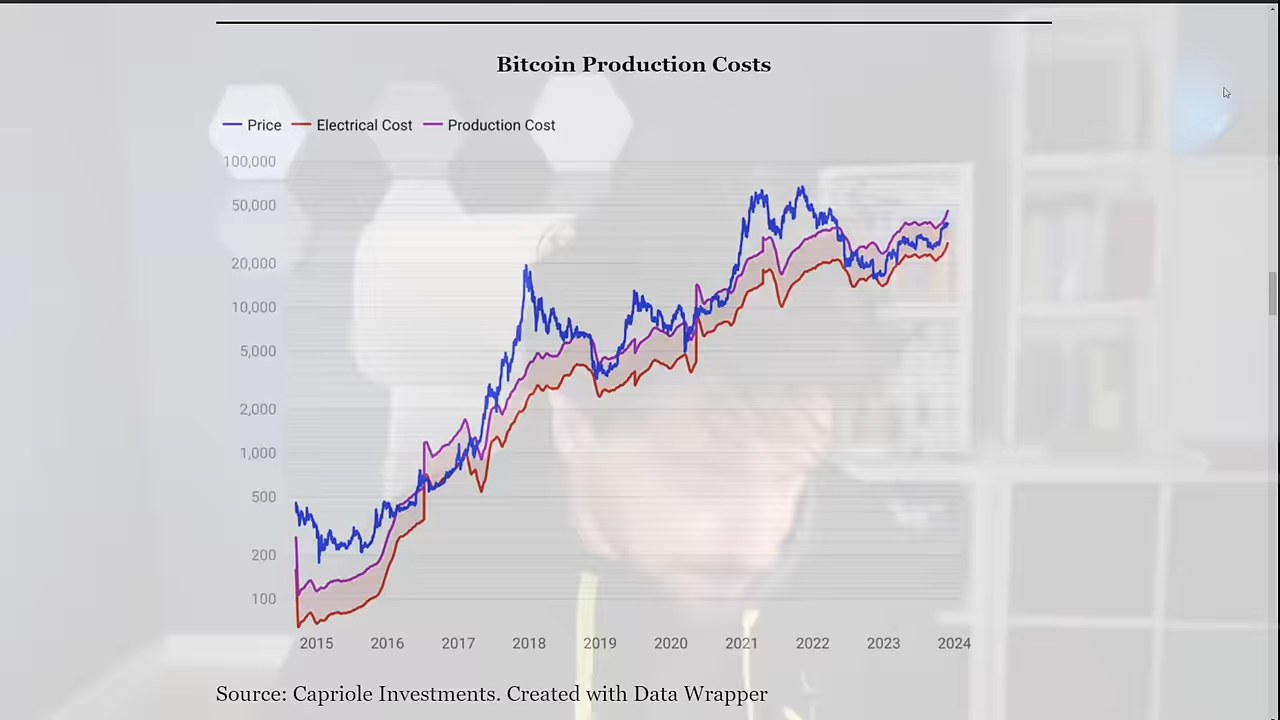 Bitcoin Production Costs
Price Electrical Cost Production Cost
100,000
50,000
20,000
10,000
5,000
2,000
1,000
500
200
100
2015 2016 2017 2018 2019 2020 2021 2022 2023 2024
Source: Capriole Investments. Created with Data Wrapper